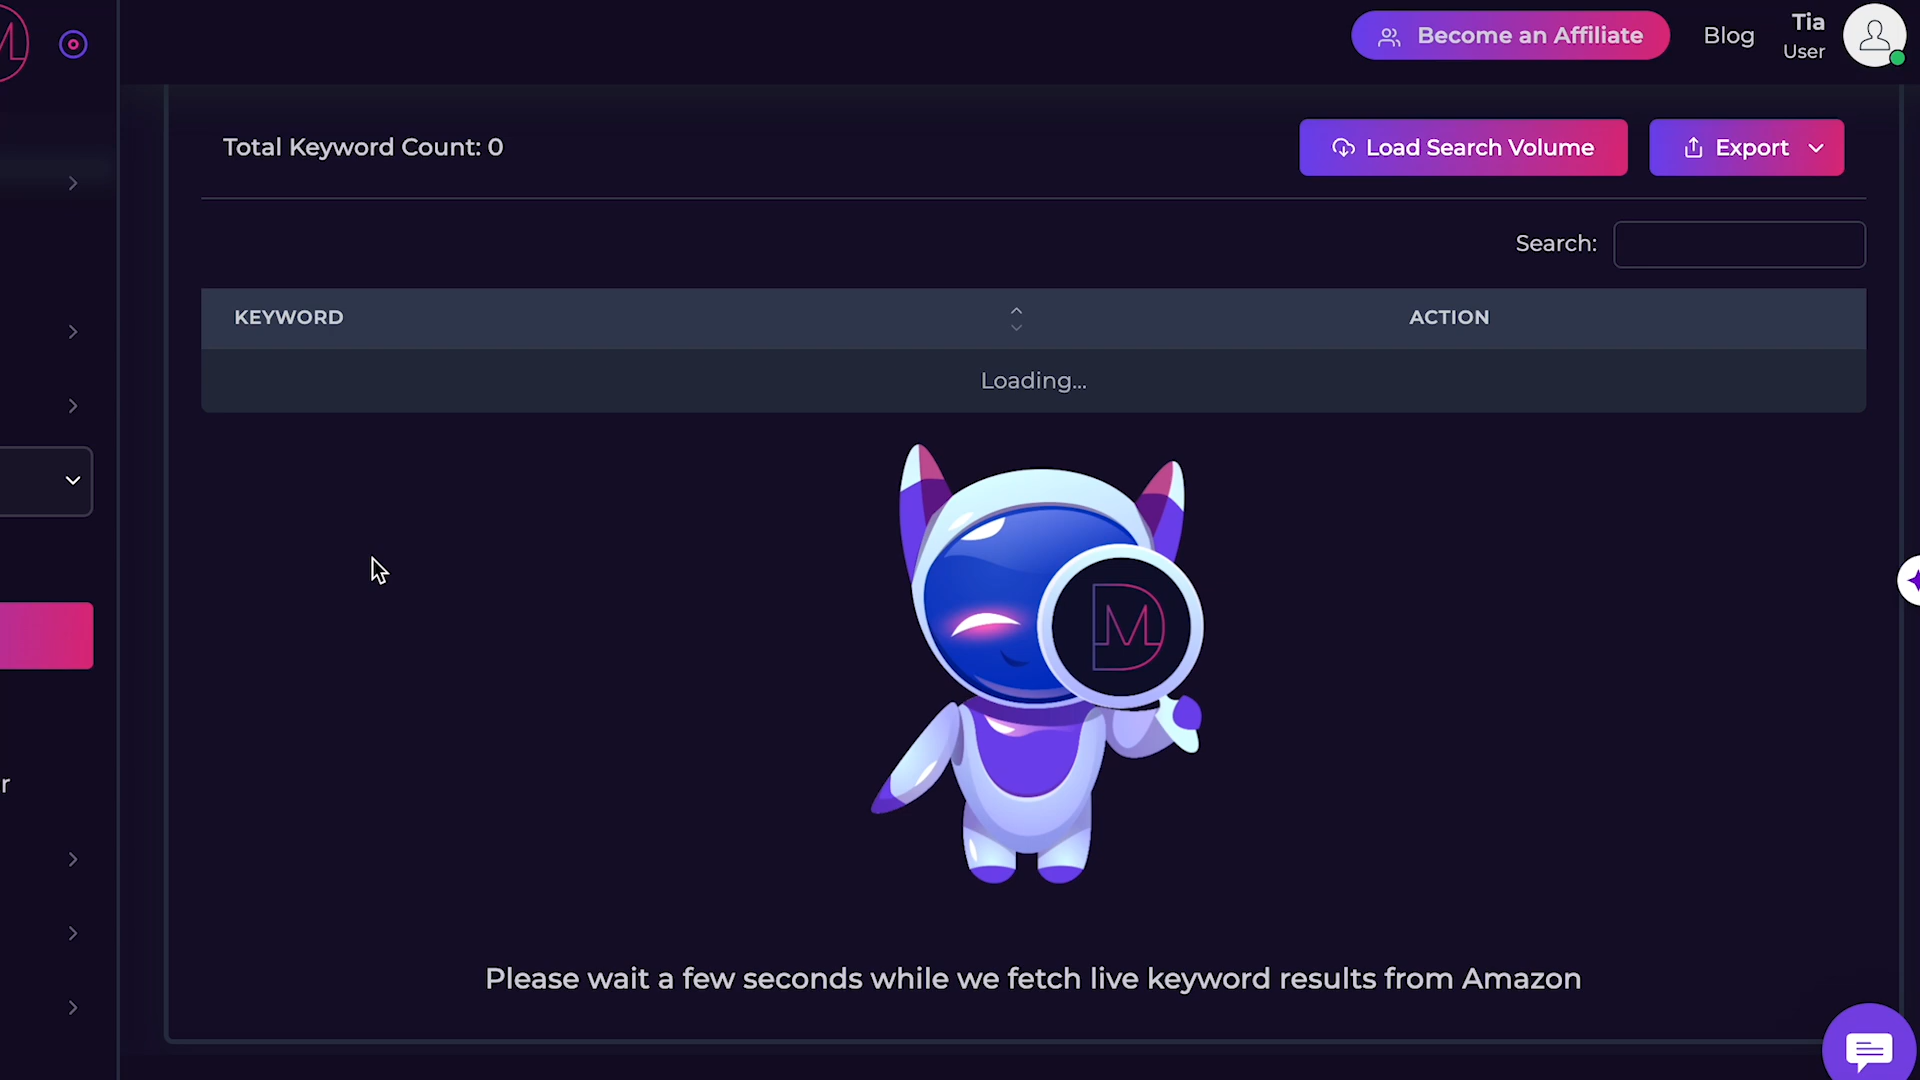 Become an Affiliate
Blog
Tia
User
Total Keyword Count: 0
Load Search Volume
Export
Search:
KEYWORD
ACTION
Loading...
r
Please wait a few seconds while we fetch live keyword results from Amazon